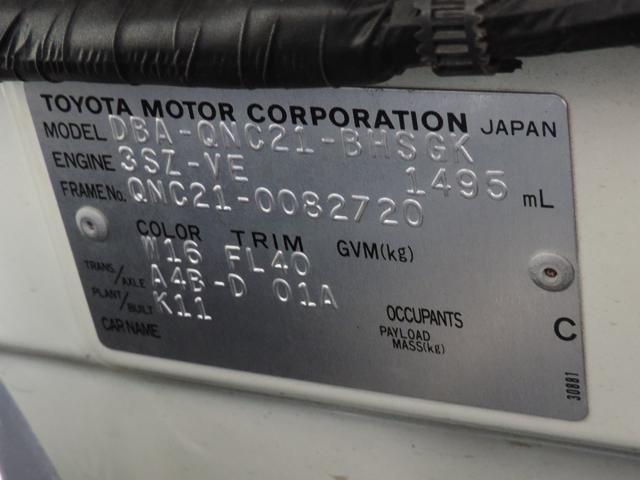 TOYOTA MOTOR CORPORATION JAPAN
MODEL DBA-QNC21-BHSGK
ENGINE 3SZ-VE 1495 mL
FRAME No. QNC21-0082720
COLOR TRIM GVM(kg)
W16 FL40
TRANS./AXLE A4B-D 01A
PLANT/BUILT K11
OCCUPANTS
CAR NAME
PAYLOAD MASS(kg)
C
30881